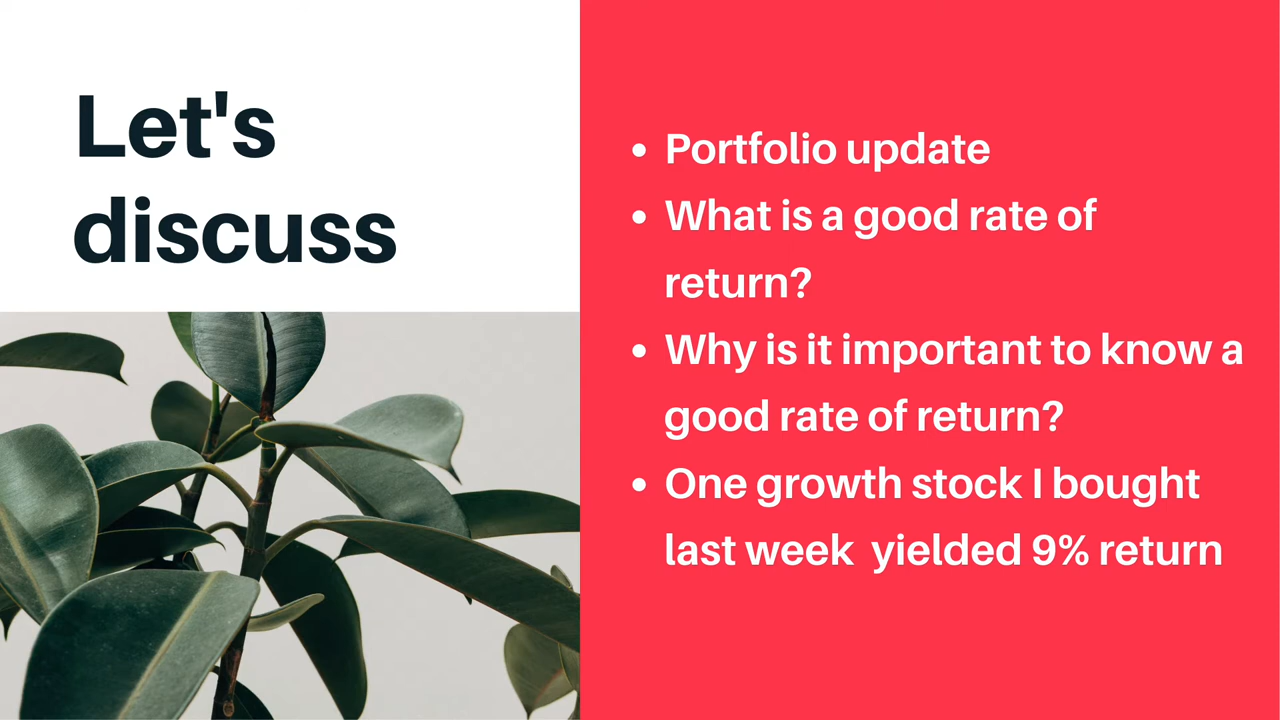 Let's
discuss
• Portfolio update
• What is a good rate of
return?
• Why is it important to know a
good rate of return?
• One growth stock I bought
last week  yielded 9% return